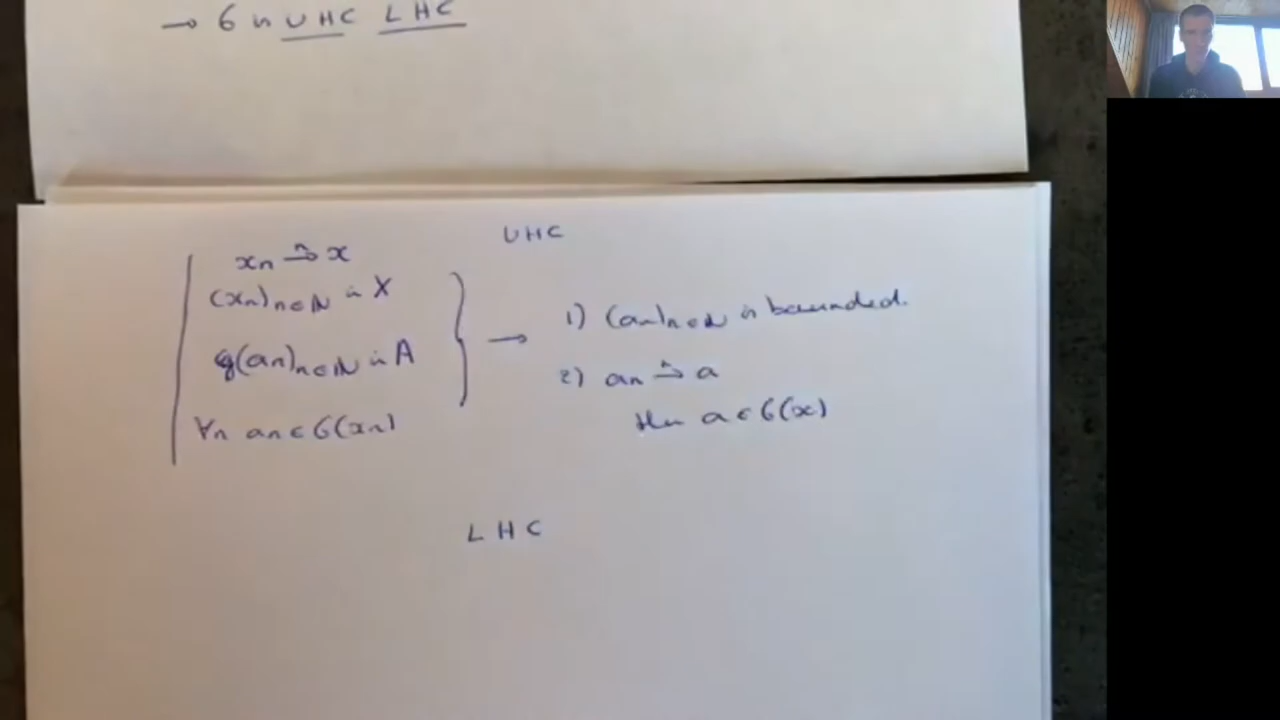 → G is UHC LHC
UHC
xn → x
(xn)n∈ℕ in X
(an)n∈ℕ in A
∀n an ∈ G(xn)
→ 1) (an)n∈ℕ is bounded.
2) an → a
then a ∈ G(x)
LHC